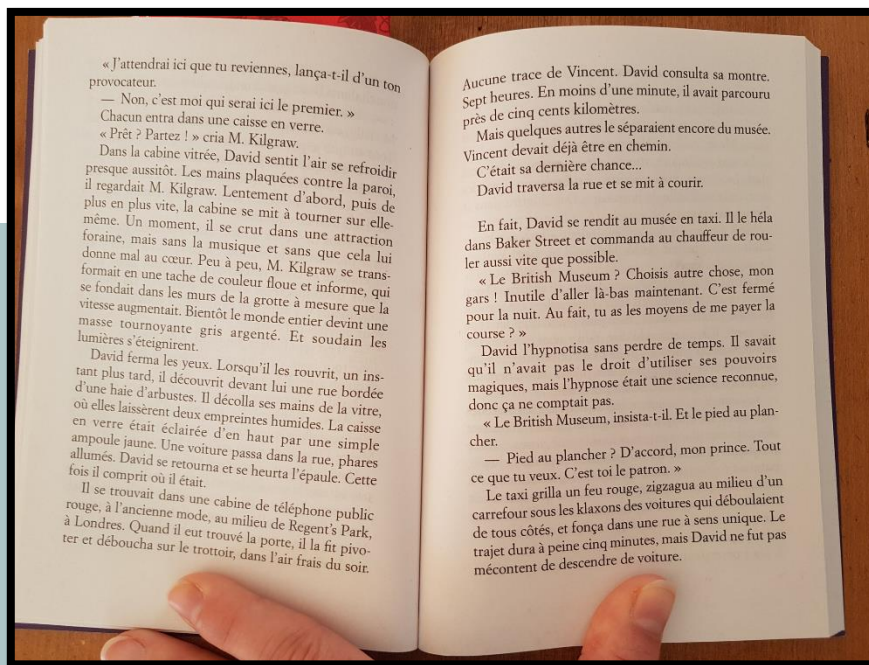 « J'attendrai ici que tu reviennes, lança-t-il d'un ton
provocateur.
— Non, c'est moi qui serai ici le premier. »
Chacun entra dans une caisse en verre.
« Prêt ? Partez ! » cria M. Kilgraw.
Dans la cabine vitrée, David sentit l'air se refroidir
presque aussitôt. Les mains plaquées contre la paroi,
il regardait M. Kilgraw. Lentement d'abord, puis de
plus en plus vite, la cabine se mit à tourner sur elle-
même. Un moment, il se crut dans une attraction
foraine, mais sans la musique et sans que cela lui
donne mal au cœur. Peu à peu, M. Kilgraw se trans-
formait en une tache de couleur floue et informe, qui
se fondait dans les murs de la grotte à mesure que la
vitesse augmentait. Bientôt le monde entier devint une
masse tournoyante gris argenté. Et soudain les
lumières s'éteignirent.
David ferma les yeux. Lorsqu'il les rouvrit, un ins-
tant plus tard, il découvrit devant lui une rue bordée
d'une haie d'arbustes. Il décolla ses mains de la vitre,
où elles laissèrent deux empreintes humides. La caisse
en verre était éclairée d'en haut par une simple
ampoule jaune. Une voiture passa dans la rue, phares
allumés. David se retourna et se heurta l'épaule. Cette
fois il comprit où il était.
Il se trouvait dans une cabine de téléphone public
rouge, à l'ancienne mode, au milieu de Regent's Park,
à Londres. Quand il eut trouvé la porte, il la fit pivo-
ter et déboucha sur le trottoir, dans l'air frais du soir.
Aucune trace de Vincent. David consulta sa montre.
Sept heures. En moins d'une minute, il avait parcouru
près de cinq cents kilomètres.
Mais quelques autres le séparaient encore du musée.
Vincent devait déjà être en chemin.
C'était sa dernière chance...
David traversa la rue et se mit à courir.
En fait, David se rendit au musée en taxi. Il le héla
dans Baker Street et commanda au chauffeur de rou-
ler aussi vite que possible.
« Le British Museum ? Choisis autre chose, mon
gars ! Inutile d'aller là-bas maintenant. C'est fermé
pour la nuit. Au fait, tu as les moyens de me payer la
course ? »
David l'hypnotisa sans perdre de temps. Il savait
qu'il n'avait pas le droit d'utiliser ses pouvoirs
magiques, mais l'hypnose était une science reconnue,
donc ça ne comptait pas.
« Le British Museum, insista-t-il. Et le pied au plan-
cher.
— Pied au plancher ? D'accord, mon prince. Tout
ce que tu veux. C'est toi le patron. »
Le taxi grilla un feu rouge, zigzagua au milieu d'un
carrefour sous les klaxons des voitures qui déboulaient
de tous côtés, et fonça dans une rue à sens unique. Le
trajet dura à peine cinq minutes, mais David ne fut pas
mécontent de descendre de voiture.